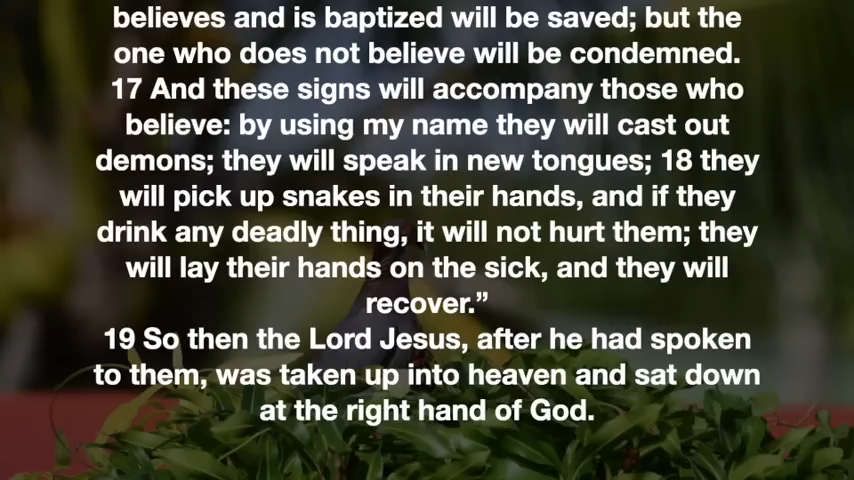 believes and is baptized will be saved; but the
one who does not believe will be condemned.
17 And these signs will accompany those who
believe: by using my name they will cast out
demons; they will speak in new tongues; 18 they
will pick up snakes in their hands, and if they
drink any deadly thing, it will not hurt them; they
will lay their hands on the sick, and they will
recover.”
19 So then the Lord Jesus, after he had spoken
to them, was taken up into heaven and sat down
at the right hand of God.